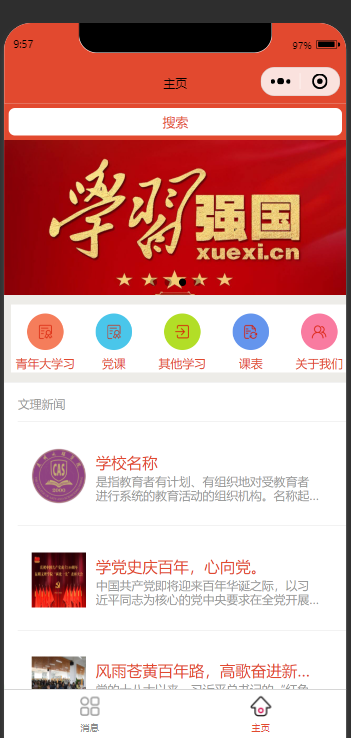 9:57
97%
主页
搜索
学习强国
xuexi.cn
青年大学习
党课
其他学习
课表
关于我们
文理新闻
学校名称
是指教育者有计划、有组织地对受教育者
进行系统的教育活动的组织机构。名称起...
CAS
2000
学党史庆百年，心向党。
中国共产党即将迎来百年华诞之际，以习
近平同志为核心的党中央要求在全党开展...
风雨苍黄百年路，高歌奋进新...
党的十八大以来，习近平总书记的“红色
消息
主页